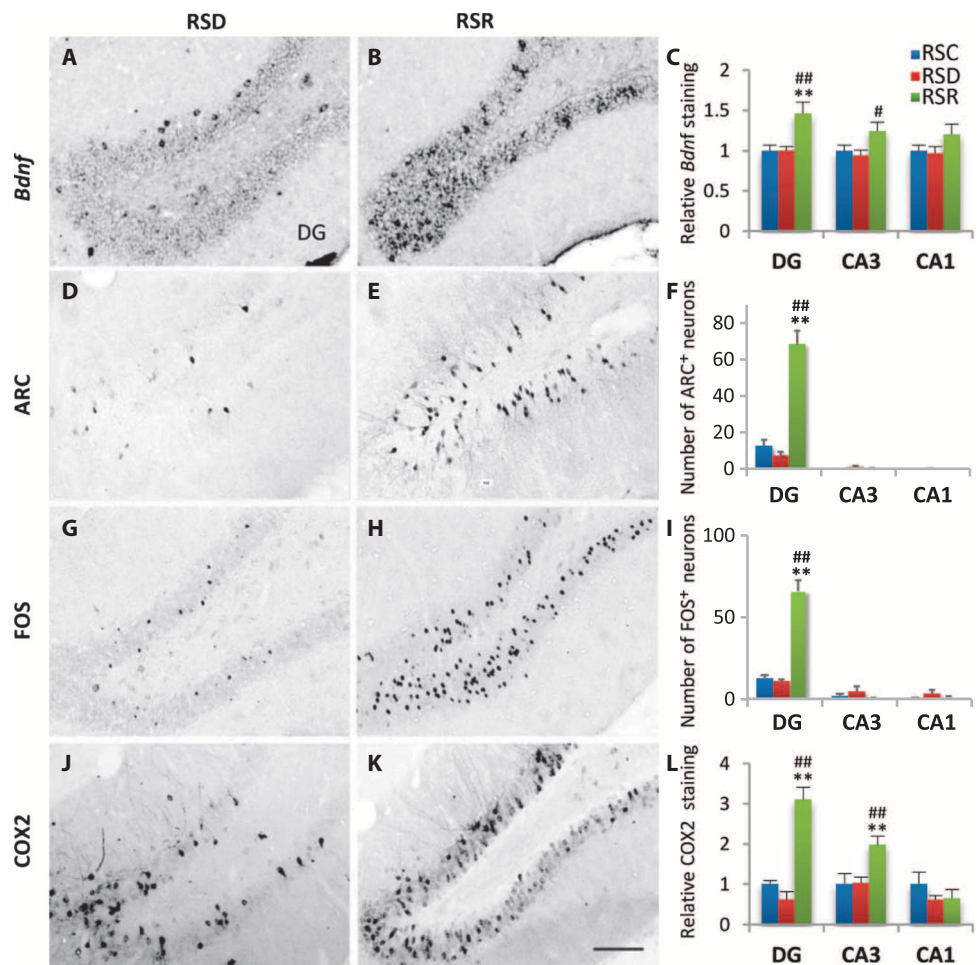 RSD RSR
A B C
RSC
RSD
RSR
Bdnf
DG
Relative Bdnf staining
2
1.5
1
0.5
0
##
**
#
DG CA3 CA1
D E F
ARC
Number of ARC+ neurons
80
60
40
20
0
##
**
DG CA3 CA1
G H I
FOS
Number of FOS+ neurons
100
50
0
##
**
DG CA3 CA1
J K L
COX2
Relative COX2 staining
4
3
2
1
0
##
**
##
**
DG CA3 CA1